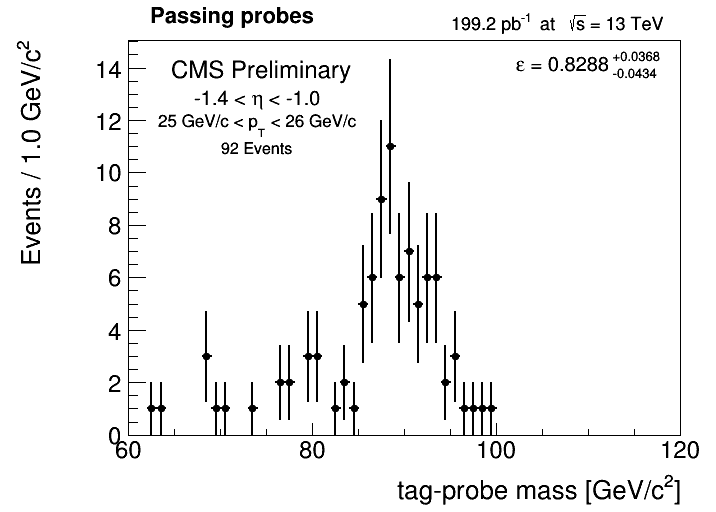 Passing probes
199.2 pb-1 at √s = 13 TeV
CMS Preliminary
-1.4 < η < -1.0
25 GeV/c < pT < 26 GeV/c
92 Events
ε = 0.8288 +0.0368 -0.0434
Events / 1.0 GeV/c2
14
12
10
8
6
4
2
0
60 80 100 120
tag-probe mass [GeV/c2]